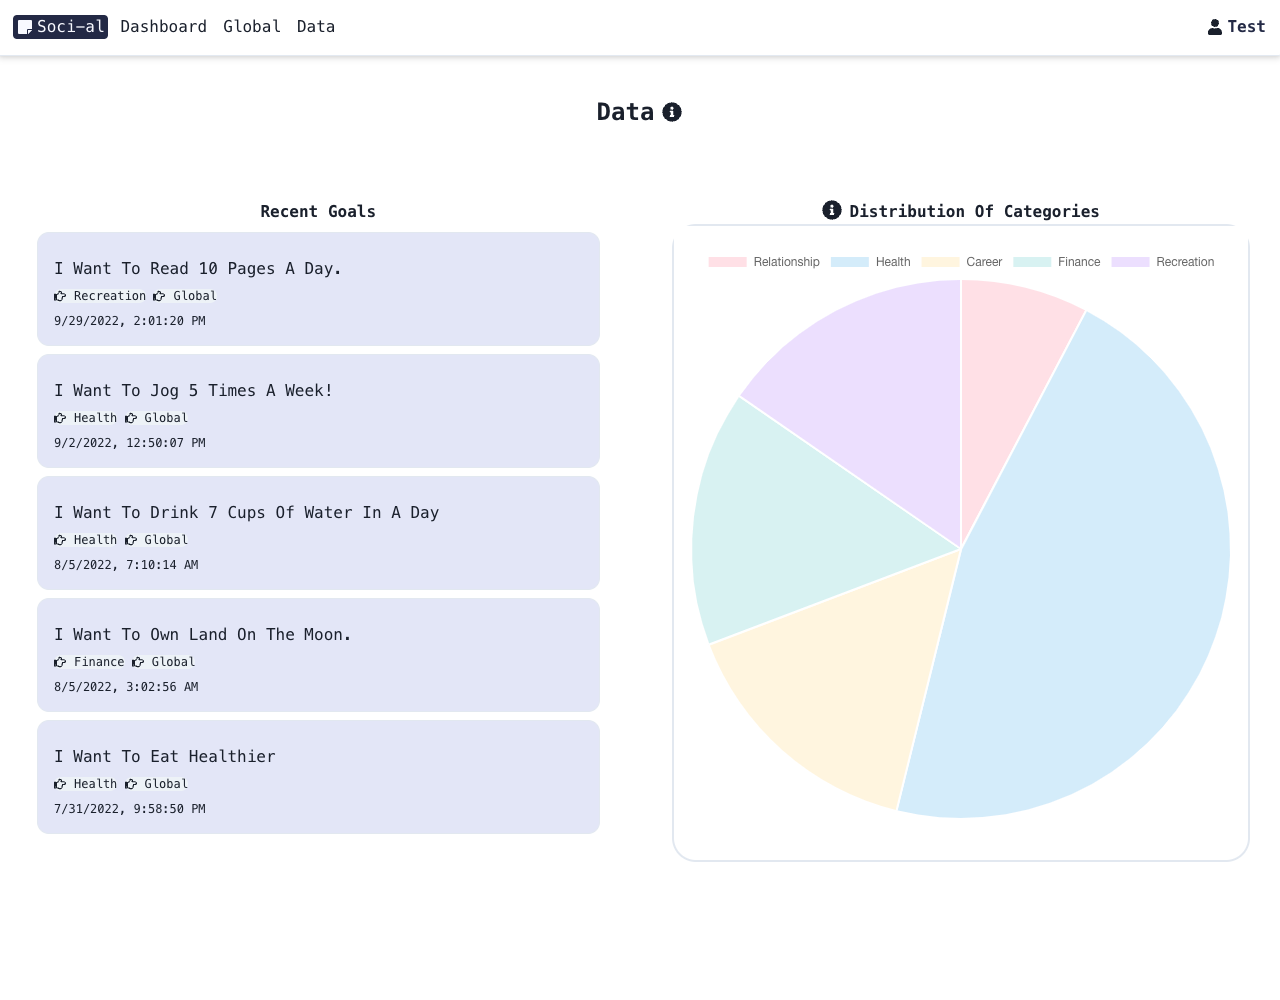 Soci-al Dashboard Global Data Test
Data
Recent Goals
I Want To Read 10 Pages A Day.
Recreation Global
9/29/2022, 2:01:20 PM
I Want To Jog 5 Times A Week!
Health Global
9/2/2022, 12:50:07 PM
I Want To Drink 7 Cups Of Water In A Day
Health Global
8/5/2022, 7:10:14 AM
I Want To Own Land On The Moon.
Finance Global
8/5/2022, 3:02:56 AM
I Want To Eat Healthier
Health Global
7/31/2022, 9:58:50 PM
Distribution Of Categories
Relationship Health Career Finance Recreation